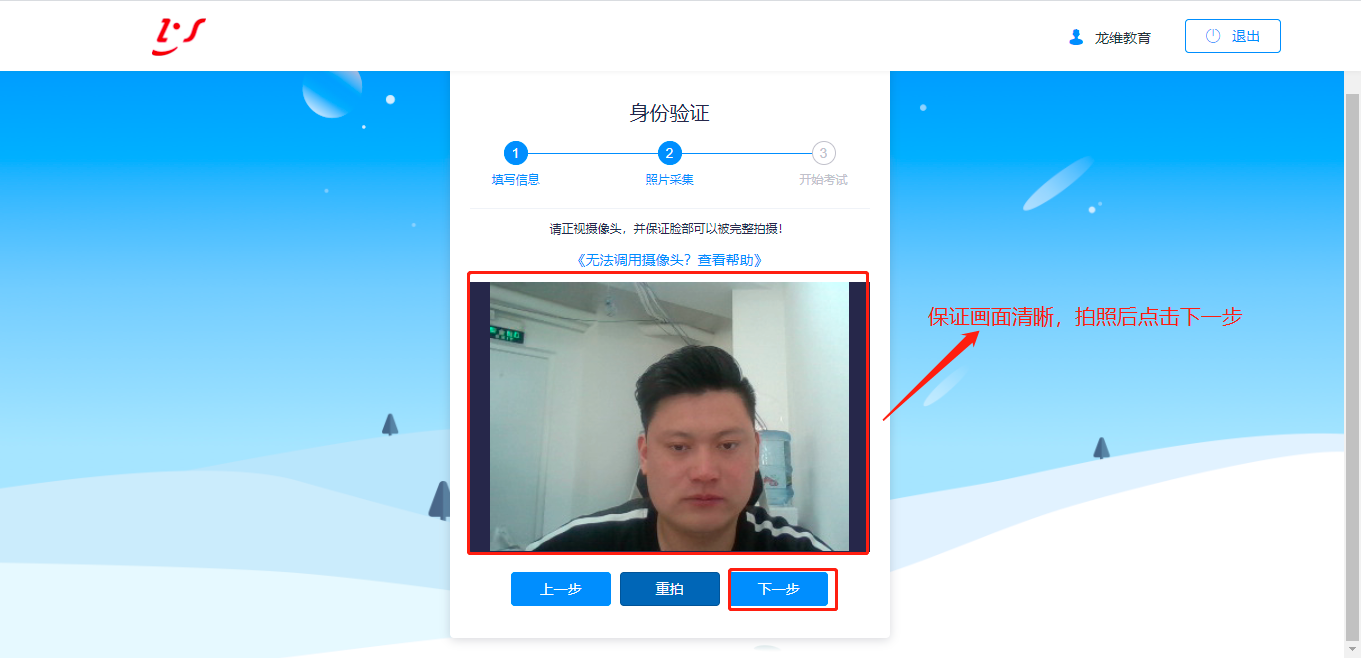 龙维教育
退出
身份验证
1
2
3
填写信息
照片采集
开始考试
请正视摄像头，并保证脸部可以被完整拍摄！
《无法调用摄像头？查看帮助》
保证画面清晰，拍照后点击下一步
上一步
重拍
下一步